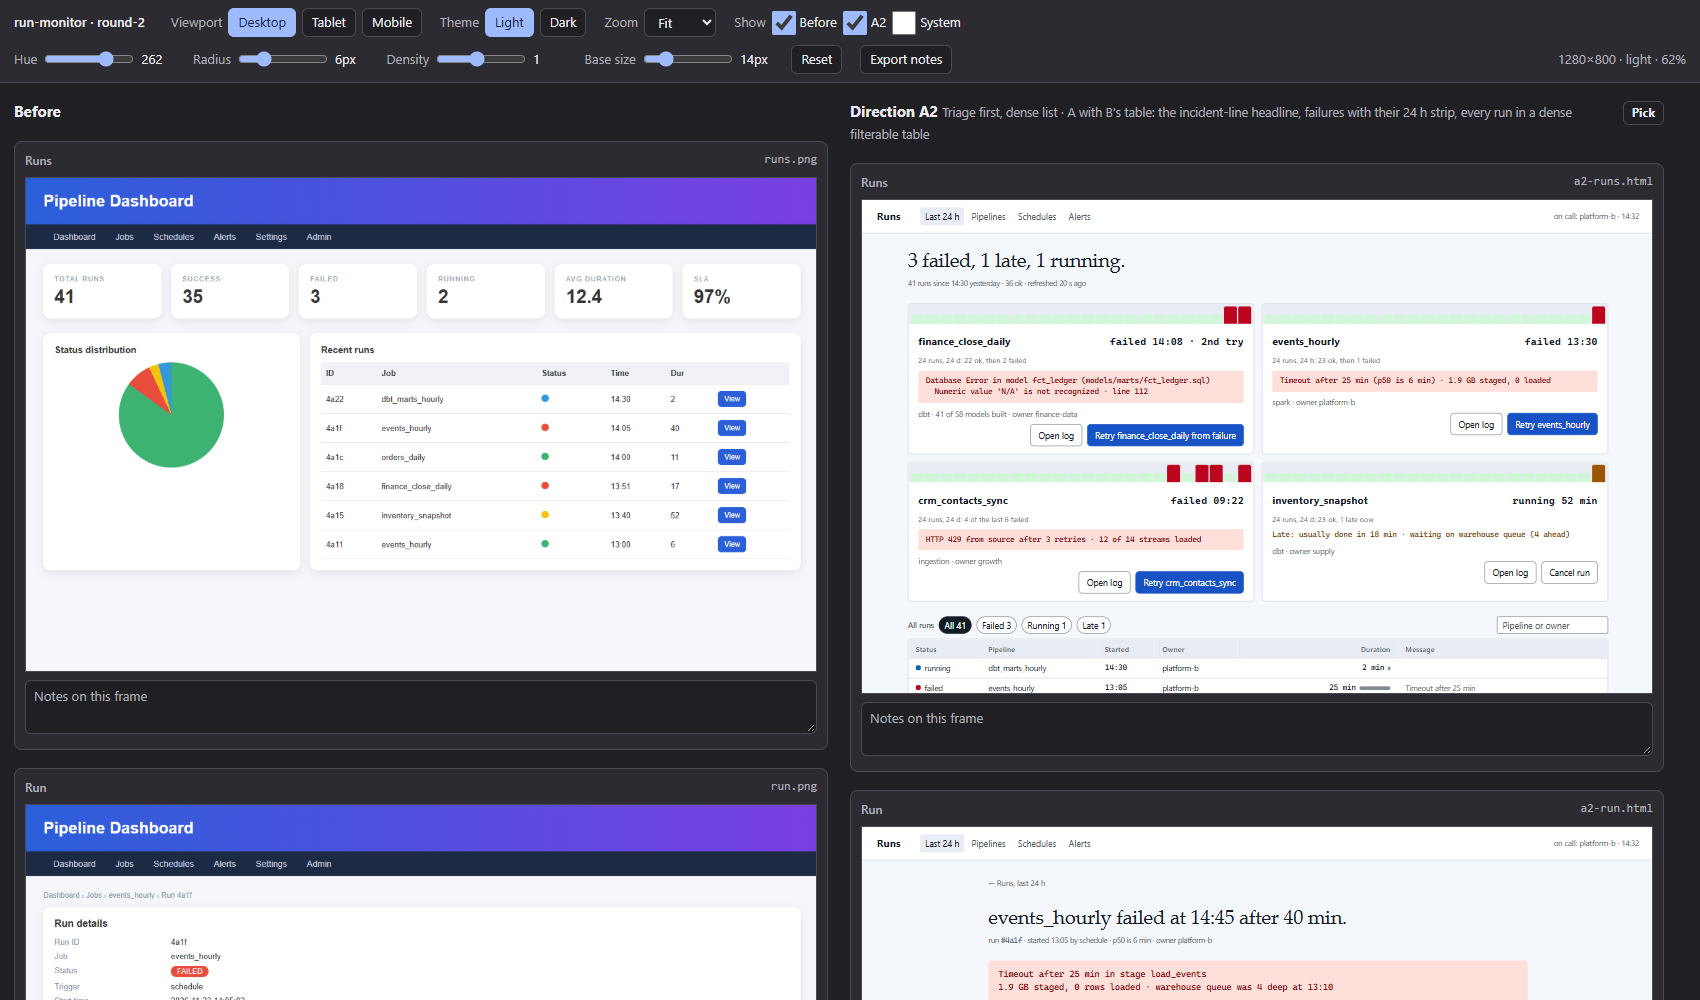 run-monitor · round-2
Viewport Desktop Tablet Mobile Theme Light Dark Zoom Fit Show Before A2 System
Hue 262 Radius 6px Density 1 Base size 14px Reset Export notes 1280×800 · light · 62%
Before
Runs runs.png
Pipeline Dashboard
Dashboard Jobs Schedules Alerts Settings Admin
TOTAL RUNS SUCCESS FAILED RUNNING AVG DURATION SLA
41 35 3 2 12.4 97%
Status distribution
Recent runs
ID Job Status Time Dur
4a22 dbt_marts_hourly 14:30 2 View
4a1f events_hourly 14:05 40 View
4a1c orders_daily 14:00 11 View
4a18 finance_close_daily 13:51 17 View
4a15 inventory_snapshot 13:40 52 View
4a11 events_hourly 13:00 6 View
Notes on this frame
Run run.png
Pipeline Dashboard
Dashboard Jobs Schedules Alerts Settings Admin
Dashboard › Jobs › events_hourly › Run 4a1f
Run details
Run ID 4a1f
Job events_hourly
Status FAILED
Trigger schedule
Direction A2 Triage first, dense list · A with B's table: the incident-line headline, failures with their 24 h strip, every run in a dense
filterable table
Pick
Runs a2-runs.html
Runs Last 24 h Pipelines Schedules Alerts on call: platform-b · 14:32
3 failed, 1 late, 1 running.
41 runs since 14:30 yesterday · 36 ok · refreshed 20 s ago
finance_close_daily failed 14:08 · 2nd try
24 runs, 24 d: 22 ok, then 2 failed
Database Error in model fct_ledger (models/marts/fct_ledger.sql)
Numeric value 'N/A' is not recognized · line 112
dbt · 41 of 58 models built · owner finance-data
Open log Retry finance_close_daily from failure
events_hourly failed 13:30
24 runs, 24 h: 23 ok, then 1 failed
Timeout after 25 min (p50 is 6 min) · 1.9 GB staged, 0 loaded
spark · owner platform-b
Open log Retry events_hourly
crm_contacts_sync failed 09:22
24 runs, 24 d: 4 of the last 6 failed
HTTP 429 from source after 3 retries · 12 of 14 streams loaded
ingestion · owner growth
Open log Retry crm_contacts_sync
inventory_snapshot running 52 min
24 runs, 24 d: 23 ok, 1 late now
Late: usually done in 18 min · waiting on warehouse queue (4 ahead)
dbt · owner supply
Open log Cancel run
All runs All 41 Failed 3 Running 1 Late 1 Pipeline or owner
Status Pipeline Started Owner Duration Message
running dbt_marts_hourly 14:30 platform-b 2 min
failed events_hourly 13:05 platform-b 25 min Timeout after 25 min
Notes on this frame
Run a2-run.html
Runs Last 24 h Pipelines Schedules Alerts on call: platform-b · 14:32
← Runs, last 24 h
events_hourly failed at 14:45 after 40 min.
run #4a1f · started 13:05 by schedule · p50 is 6 min · owner platform-b
Timeout after 25 min in stage load_events
1.9 GB staged, 0 rows loaded · warehouse queue was 4 deep at 13:10